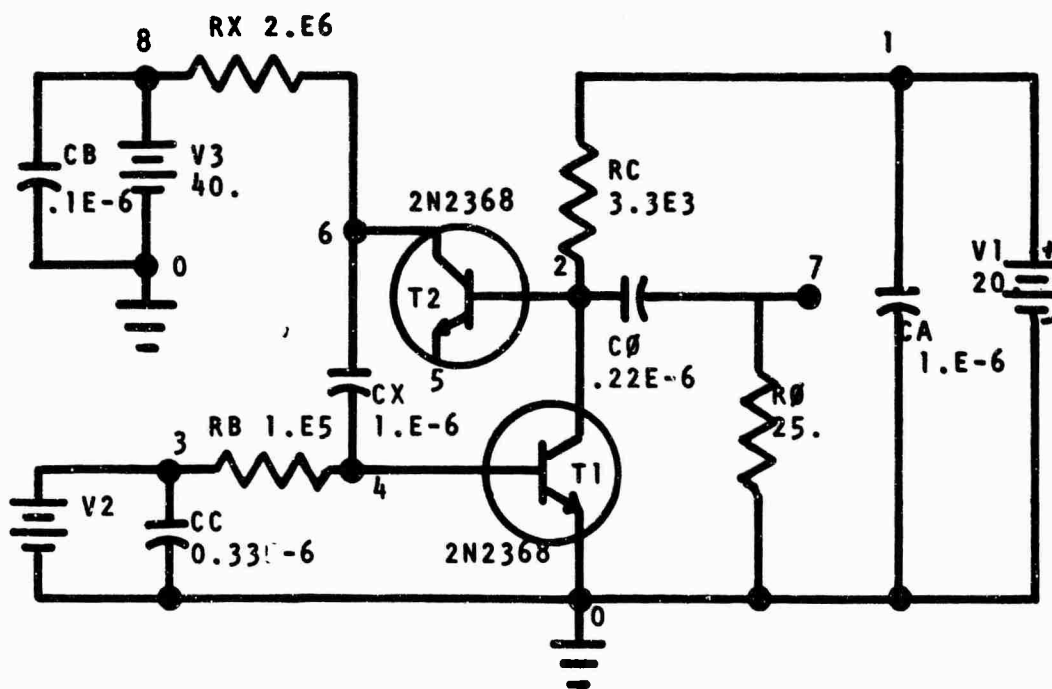 8
RX 2.E6
1
CB
.1E-6
V3
40.
2N2368
RC
3.3E3
6
0
T2
2
7
V1
+
20.
5
CØ
.22E-6
CA
1.E-6
CX
1.E-6
RØ
25.
3
RB 1.E5
4
T1
V2
CC
2N2368
0